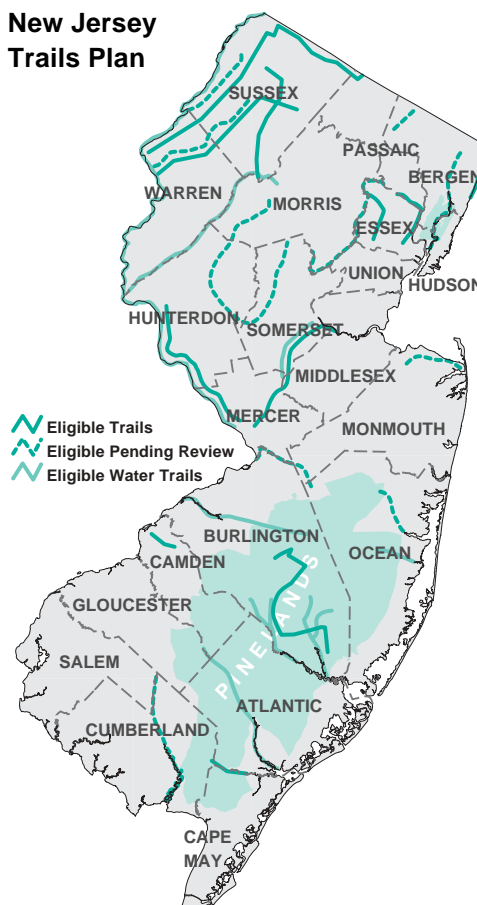 New Jersey
Trails Plan
SUSSEX
PASSAIC
BERGEN
WARREN
MORRIS
ESSEX
UNION
HUDSON
HUNTERDON
SOMERSET
MIDDLESEX
MERCER
MONMOUTH
Eligible Trails
Eligible Pending Review
Eligible Water Trails
BURLINGTON
OCEAN
CAMDEN
PINELANDS
GLOUCESTER
SALEM
ATLANTIC
CUMBERLAND
CAPE
MAY